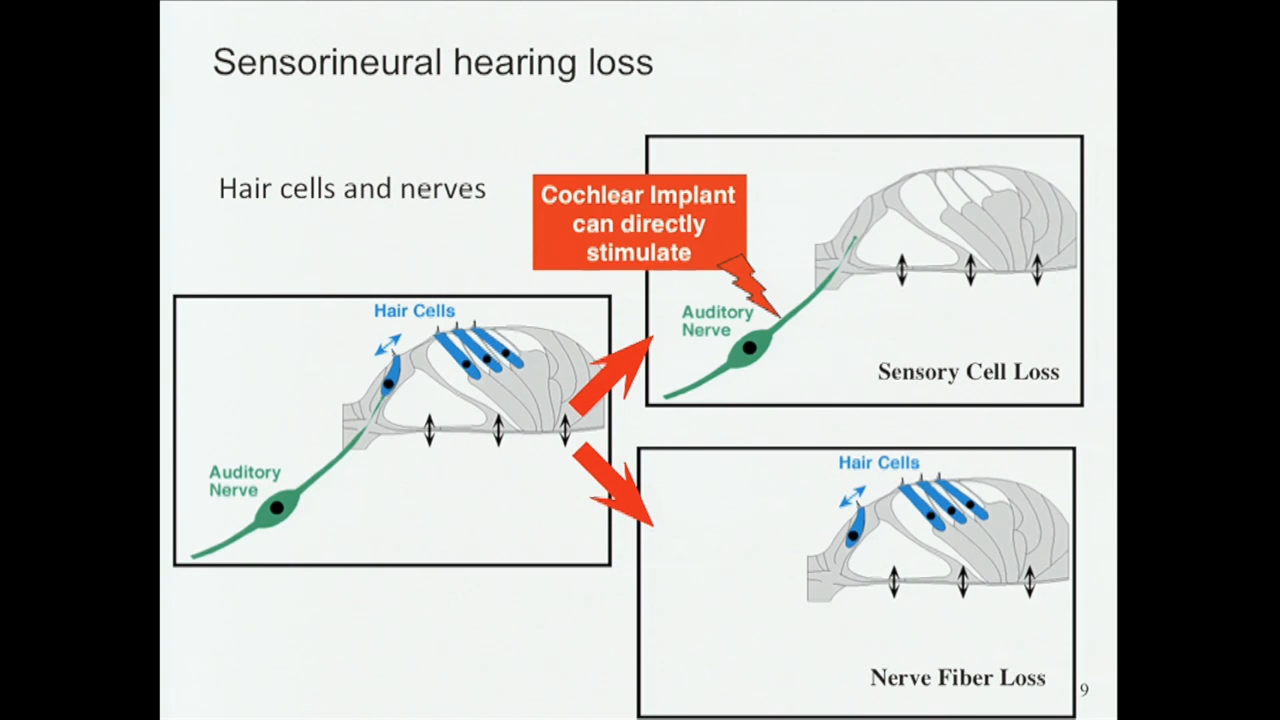 Sensorineural hearing loss
Hair cells and nerves
Cochlear Implant
can directly
stimulate
Auditory
Nerve
Sensory Cell Loss
Hair Cells
Auditory
Nerve
Hair Cells
Nerve Fiber Loss
9